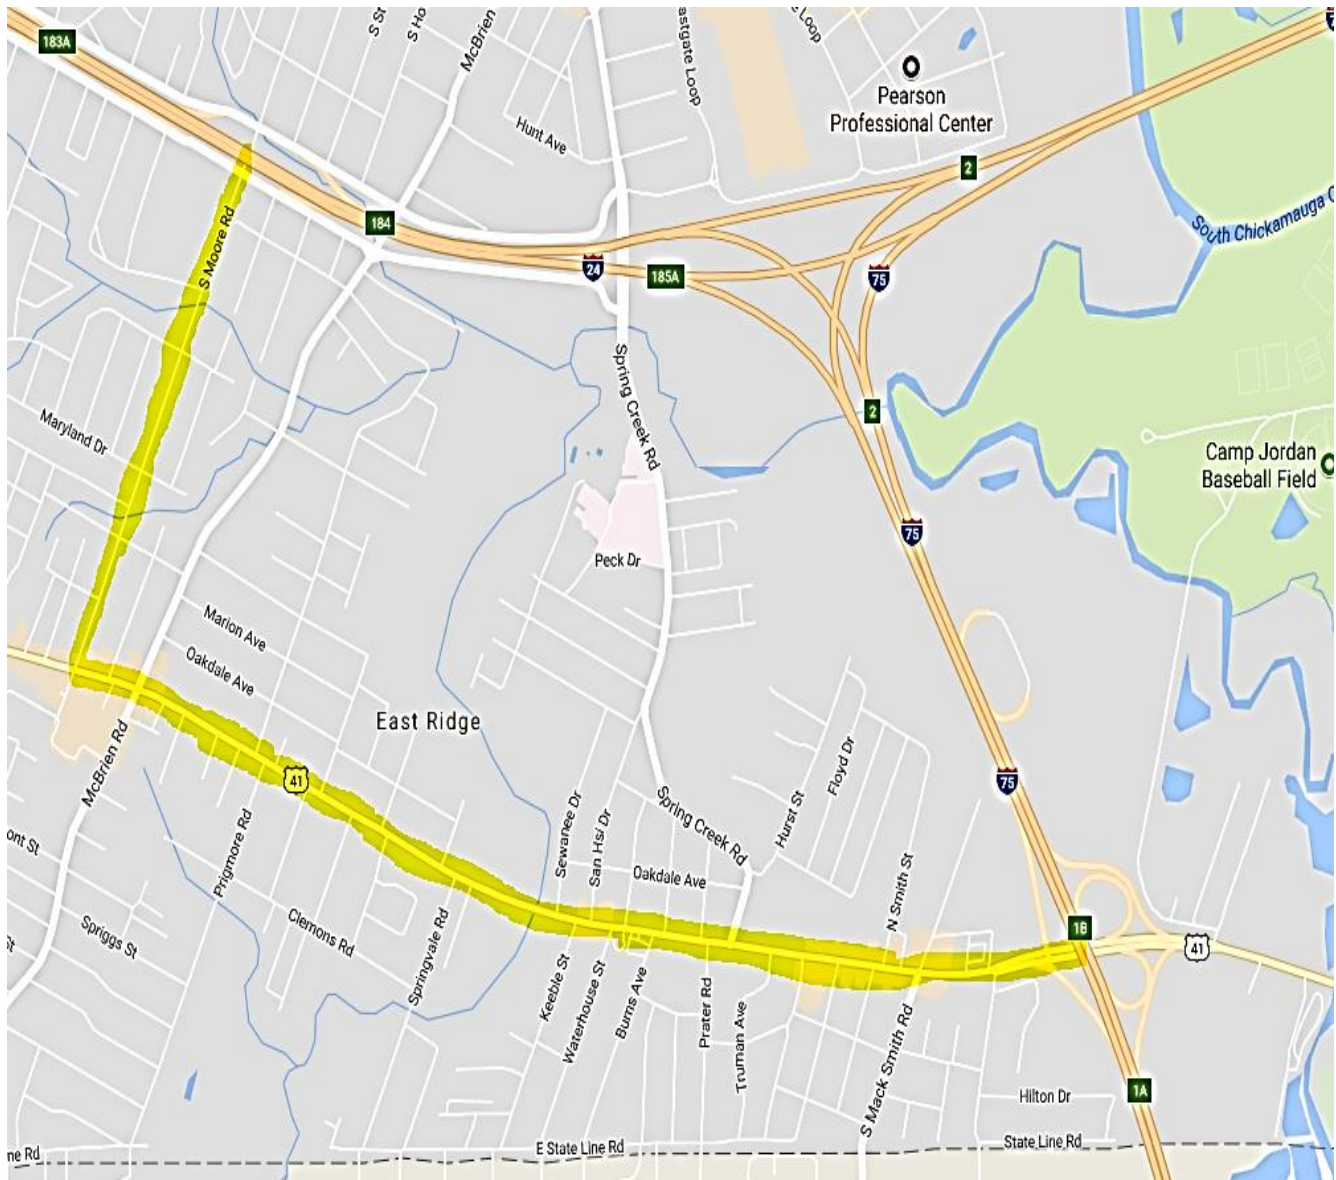 183A
S St
S Ho
McBrien
astgate Loop
Loop
Pearson
Professional Center
Hunt Ave
2
S Moore Rd
184
24
185A
75
South Chickamauga C
Spring Creek Rd
2
Maryland Dr
Camp Jordan
Baseball Field
75
Peck Dr
Marion Ave
Oakdale Ave
East Ridge
McBrien Rd
41
75
Floyd Dr
Hurst St
Spring Creek Rd
Sewanee Dr
San Hsi Dr
ont St
Prigmore Rd
Oakdale Ave
N Smith St
Spriggs St
Clemons Rd
Springvale Rd
1B
41
Keeble St
Waterhouse St
Burns Ave
Prater Rd
Truman Ave
S Mack Smith Rd
1A
Hilton Dr
ne Rd
E State Line Rd
State Line Rd